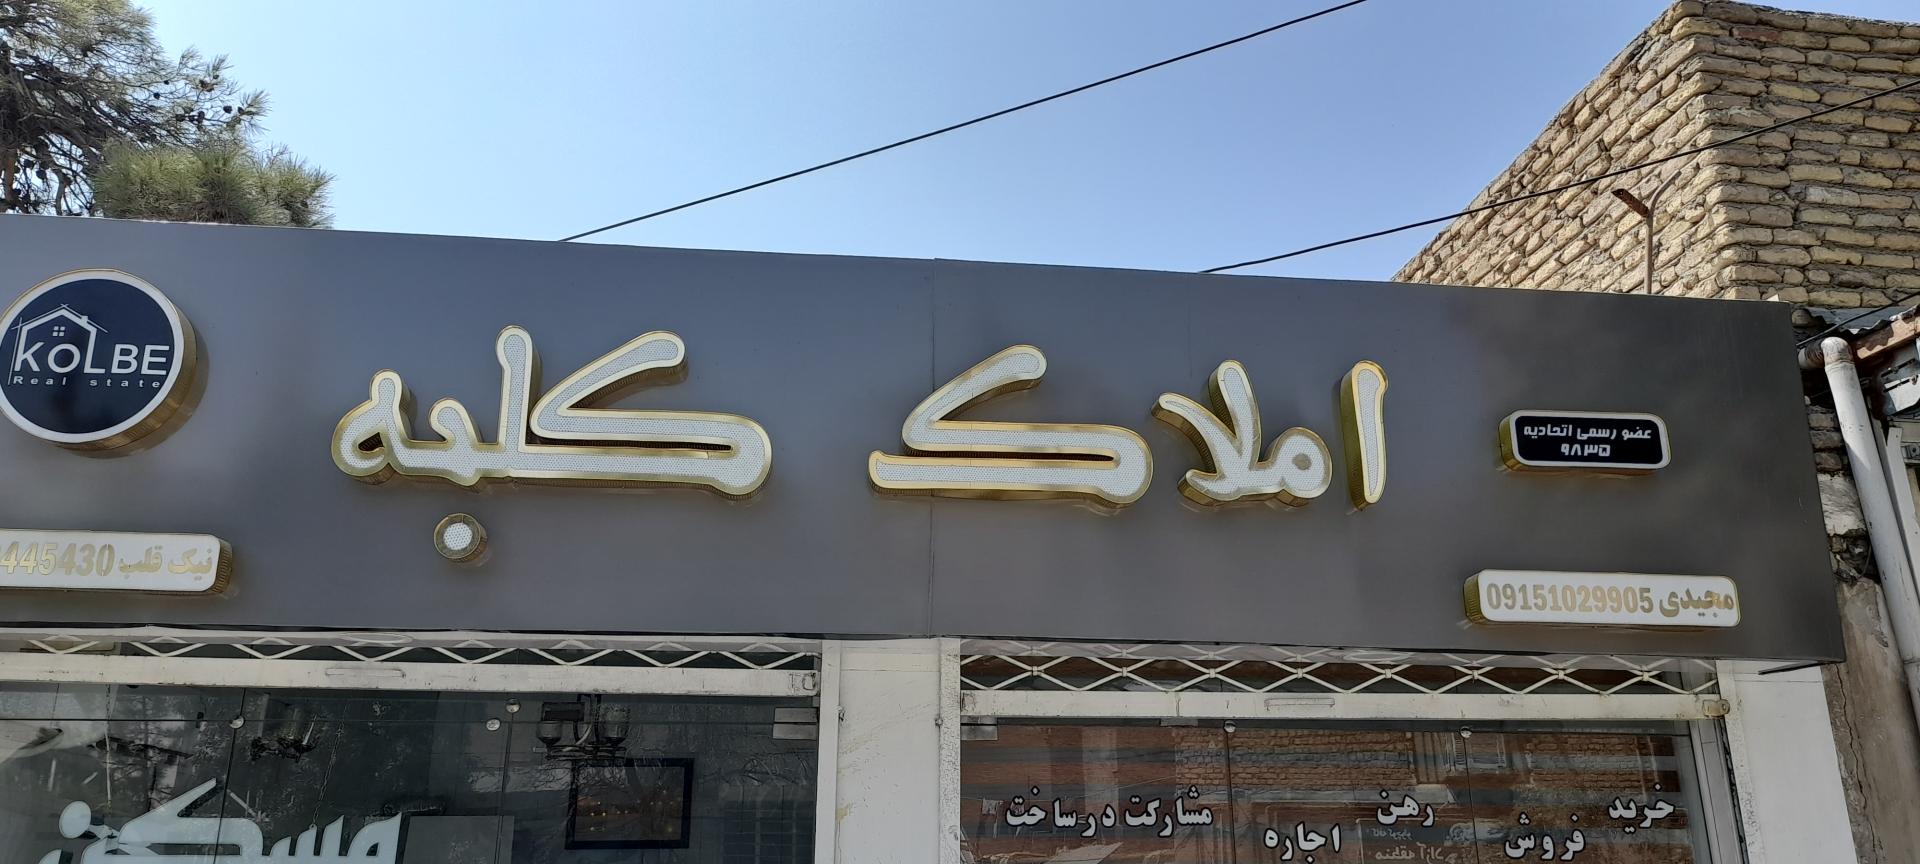 املاک کلبه
KOLBE
Real state
عضو رسمی اتحادیه
۹۸۳۵
مجیدی 09151029905
نیک قلب 445430
خرید
فروش
رهن
اجاره
مشارکت در ساخت
مسکن